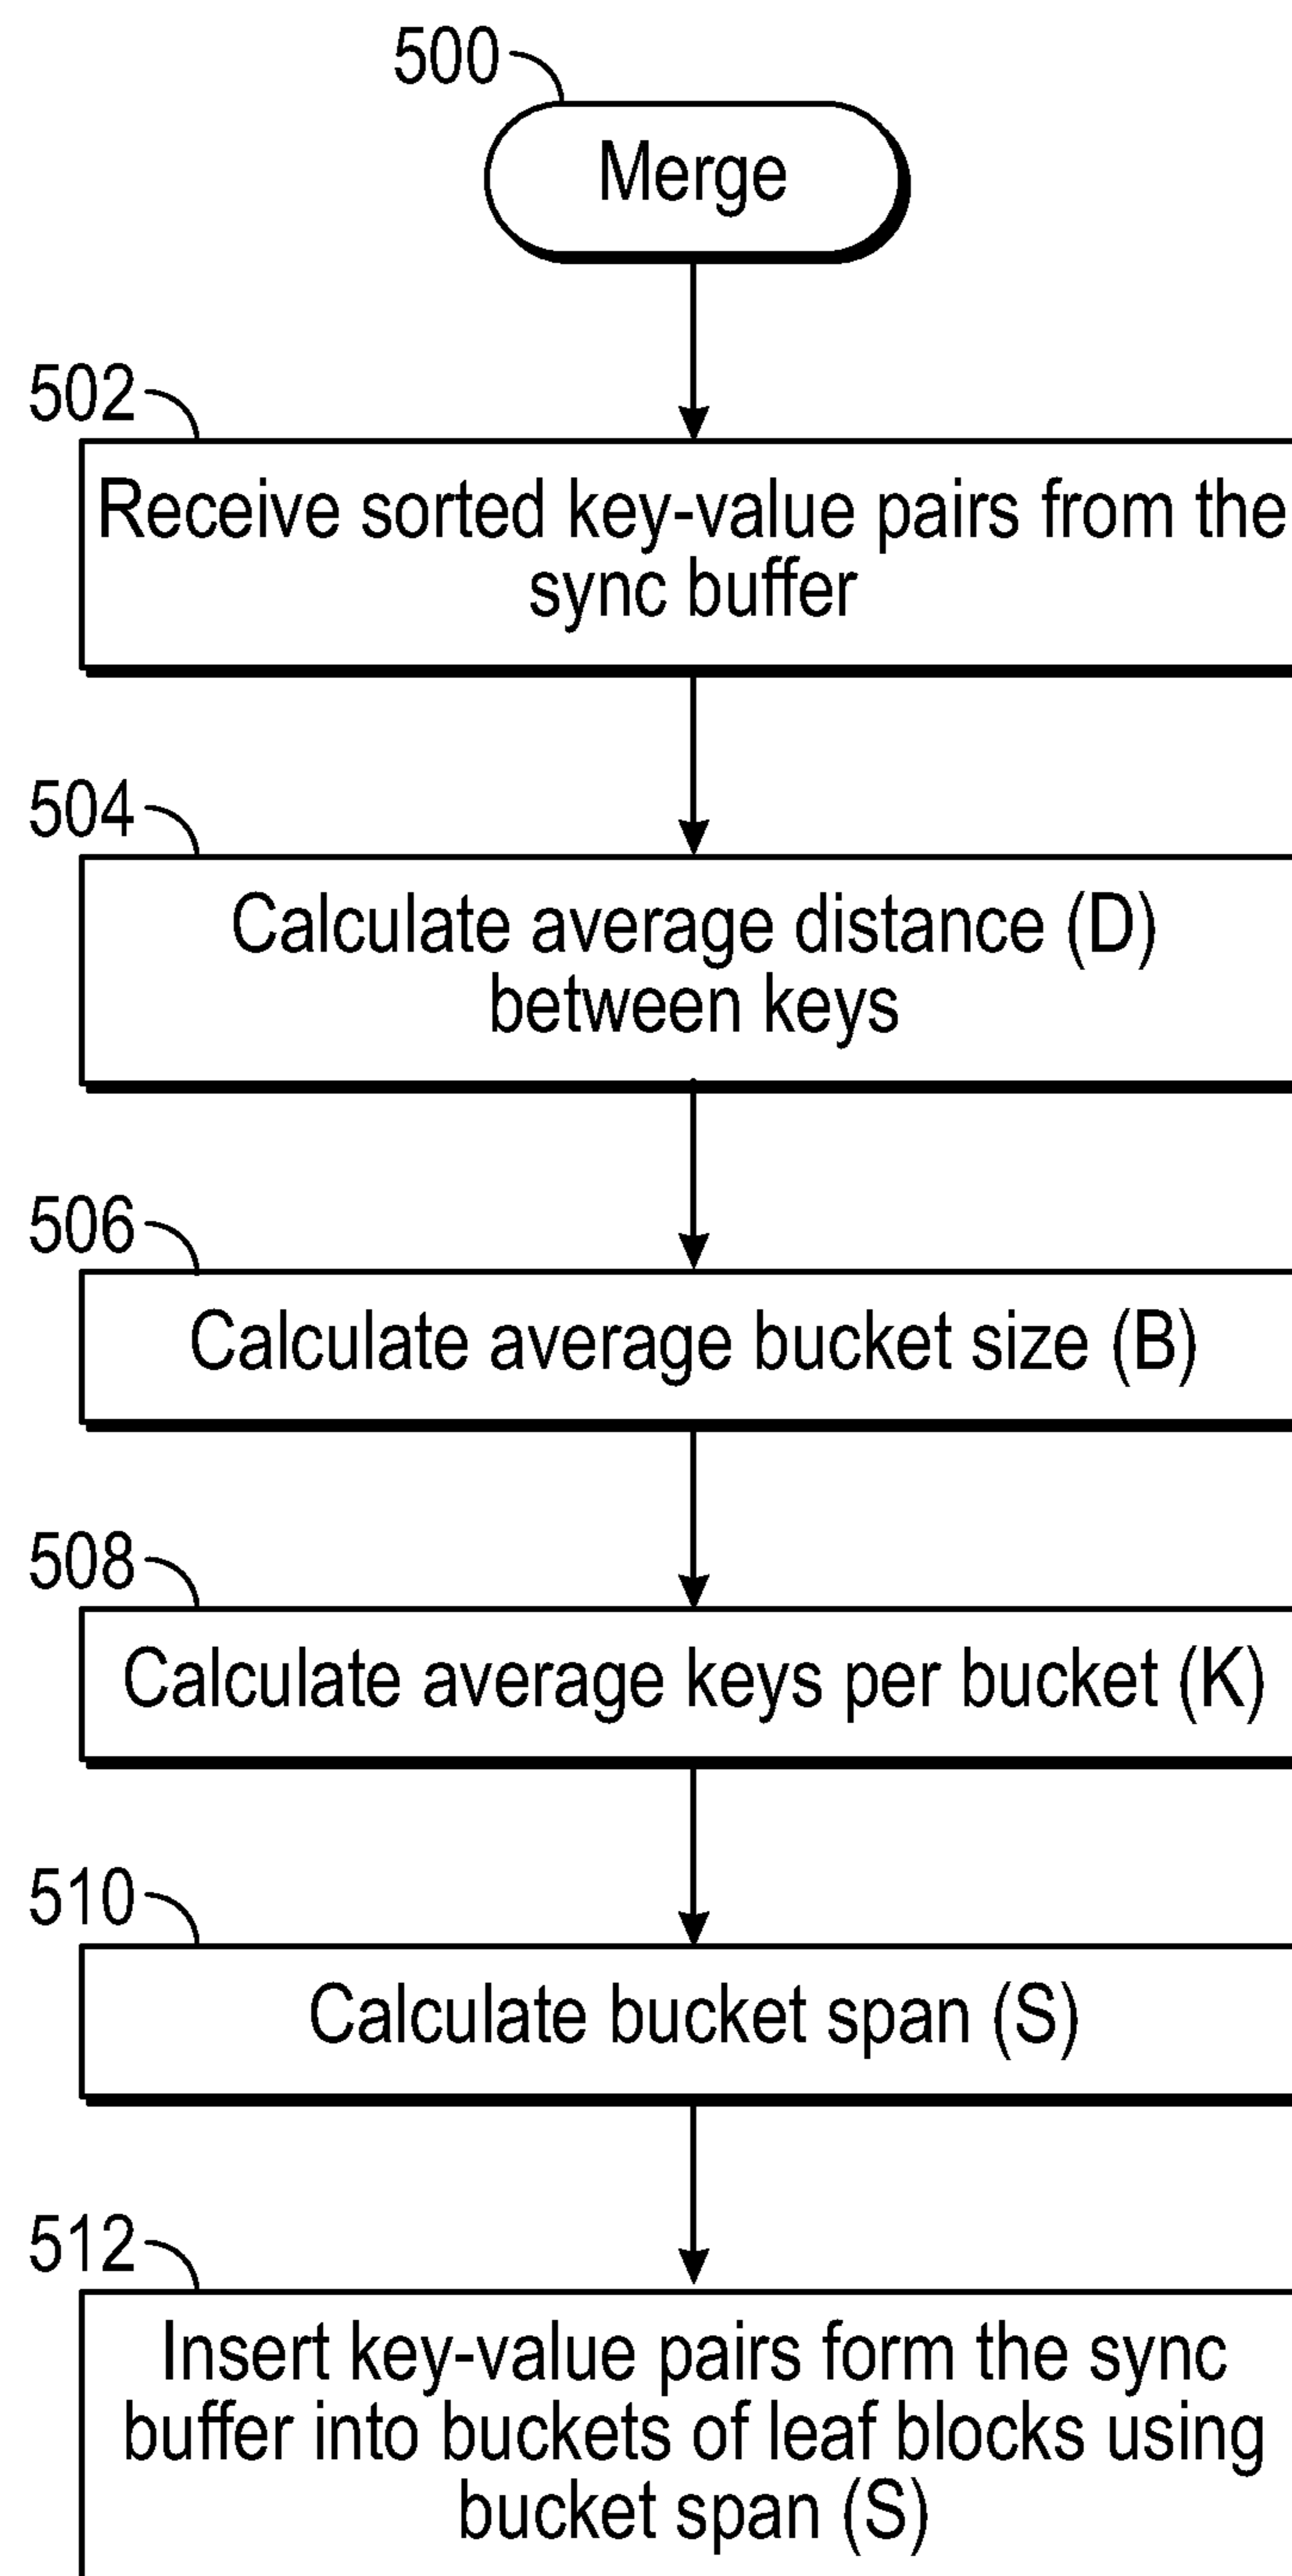 500
Merge
502
Receive sorted key-value pairs from the
sync buffer
504
Calculate average distance (D)
between keys
506
Calculate average bucket size (B)
508
Calculate average keys per bucket (K)
510
Calculate bucket span (S)
512
Insert key-value pairs form the sync
buffer into buckets of leaf blocks using
bucket span (S)